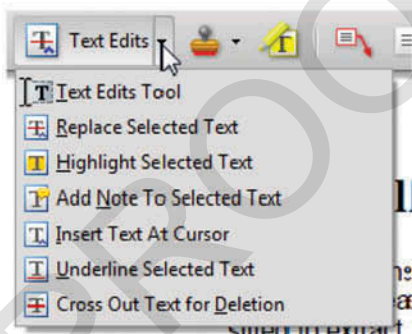 Text Edits
Text Edits Tool
Replace Selected Text
Highlight Selected Text
Add Note To Selected Text
Insert Text At Cursor
Underline Selected Text
Cross Out Text for Deletion